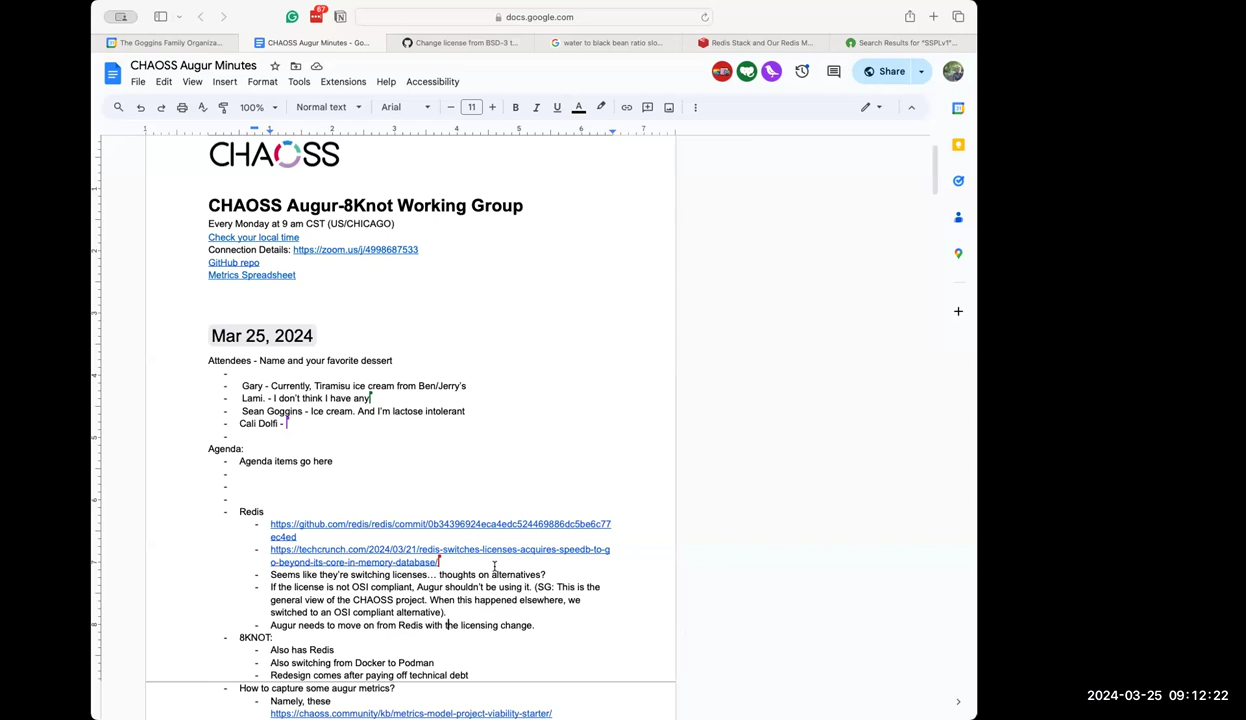 67
docs.google.com
The Goggins Family Organiza...
CHAOSS Augur Minutes - Go...
Change license from BSD-3 t...
water to black bean ratio slo...
Redis Stack and Our Redis M...
Search Results for "SSPLv1"...
CHAOSS Augur Minutes
File Edit View Insert Format Tools Extensions Help Accessibility
Share
100% Normal text Arial 11 B I U A
1 1 2 3 4 5 6 7
CHAOSS
CHAOSS Augur-8Knot Working Group
Every Monday at 9 am CST (US/CHICAGO)
Check your local time
Connection Details: https://zoom.us/j/4998687533
GitHub repo
Metrics Spreadsheet
Mar 25, 2024
Attendees - Name and your favorite dessert
-
- Gary - Currently, Tiramisu ice cream from Ben/Jerry's
- Lami. - I don't think I have any
- Sean Goggins - Ice cream. And I'm lactose intolerant
- Cali Dolfi -
-
Agenda:
- Agenda items go here
-
-
-
- Redis
- https://github.com/redis/redis/commit/0b34396924eca4edc524469886dc5be6c77
ec4ed
- https://techcrunch.com/2024/03/21/redis-switches-licenses-acquires-speedb-to-g
o-beyond-its-core-in-memory-database/
- Seems like they're switching licenses… thoughts on alternatives?
- If the license is not OSI compliant, Augur shouldn't be using it. (SG: This is the
general view of the CHAOSS project. When this happened elsewhere, we
switched to an OSI compliant alternative).
- Augur needs to move on from Redis with the licensing change.
- 8KNOT:
- Also has Redis
- Also switching from Docker to Podman
- Redesign comes after paying off technical debt
- How to capture some augur metrics?
- Namely, these
https://chaoss.community/kb/metrics-model-project-viability-starter/
2024-03-25 09:12:22